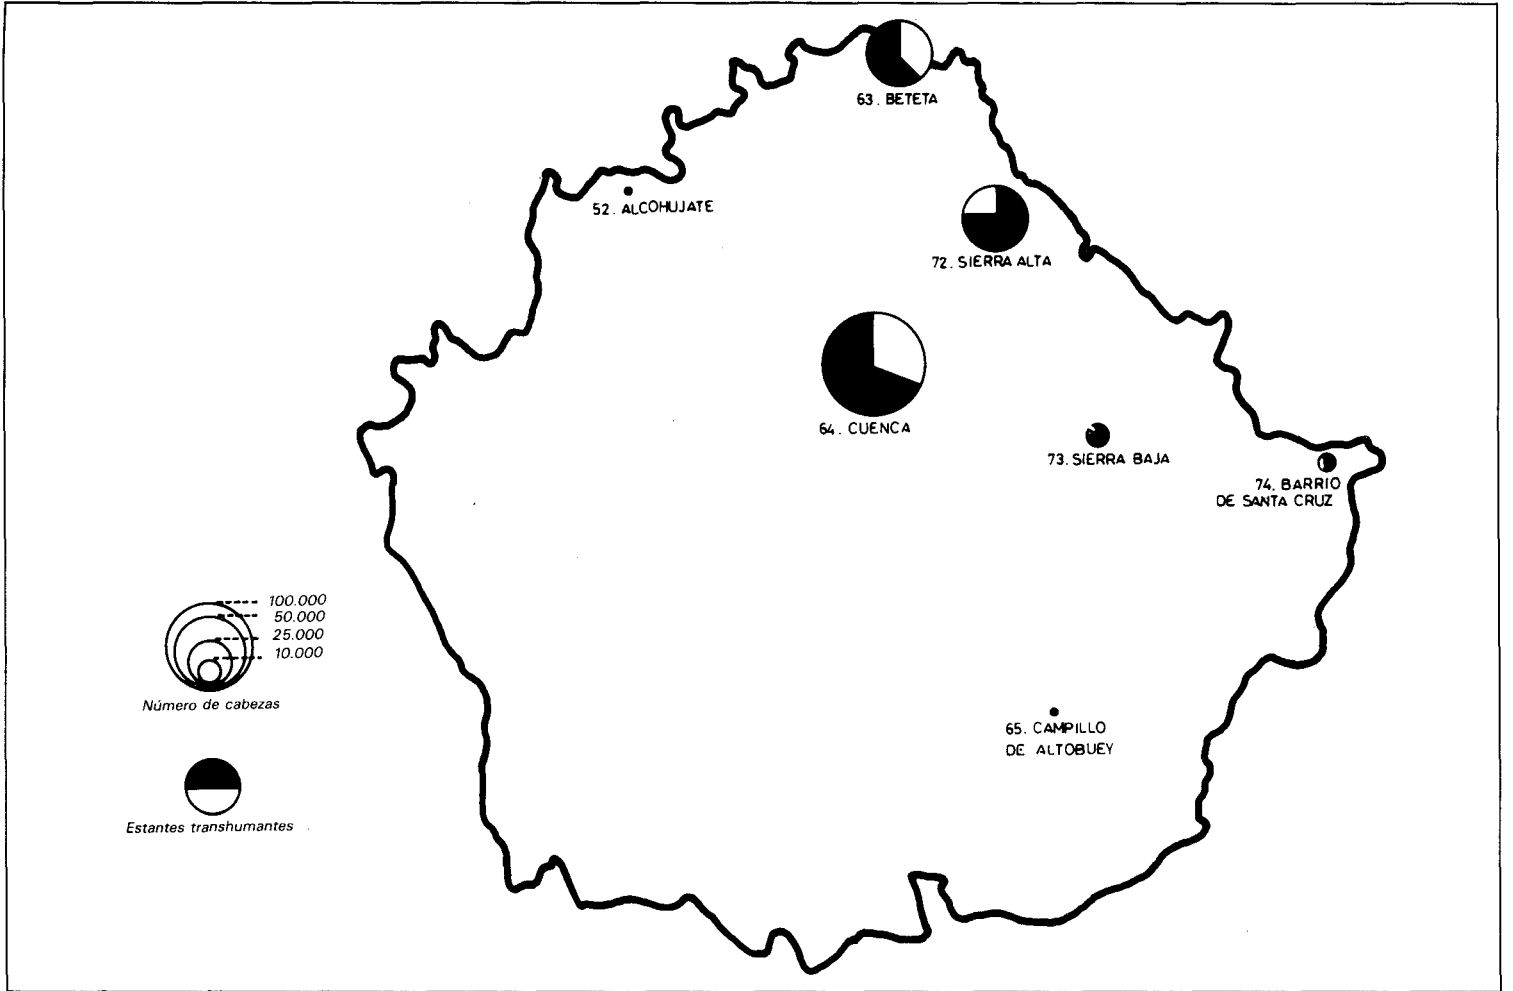 63. BETETA
52. ALCOHUJATE
72. SIERRA ALTA
64. CUENCA
73. SIERRA BAJA
74. BARRIO
DE SANTA CRUZ
100.000
50.000
25.000
10.000
Número de cabezas
65. CAMPILLO
DE ALTOBUEY
Estantes transhumantes